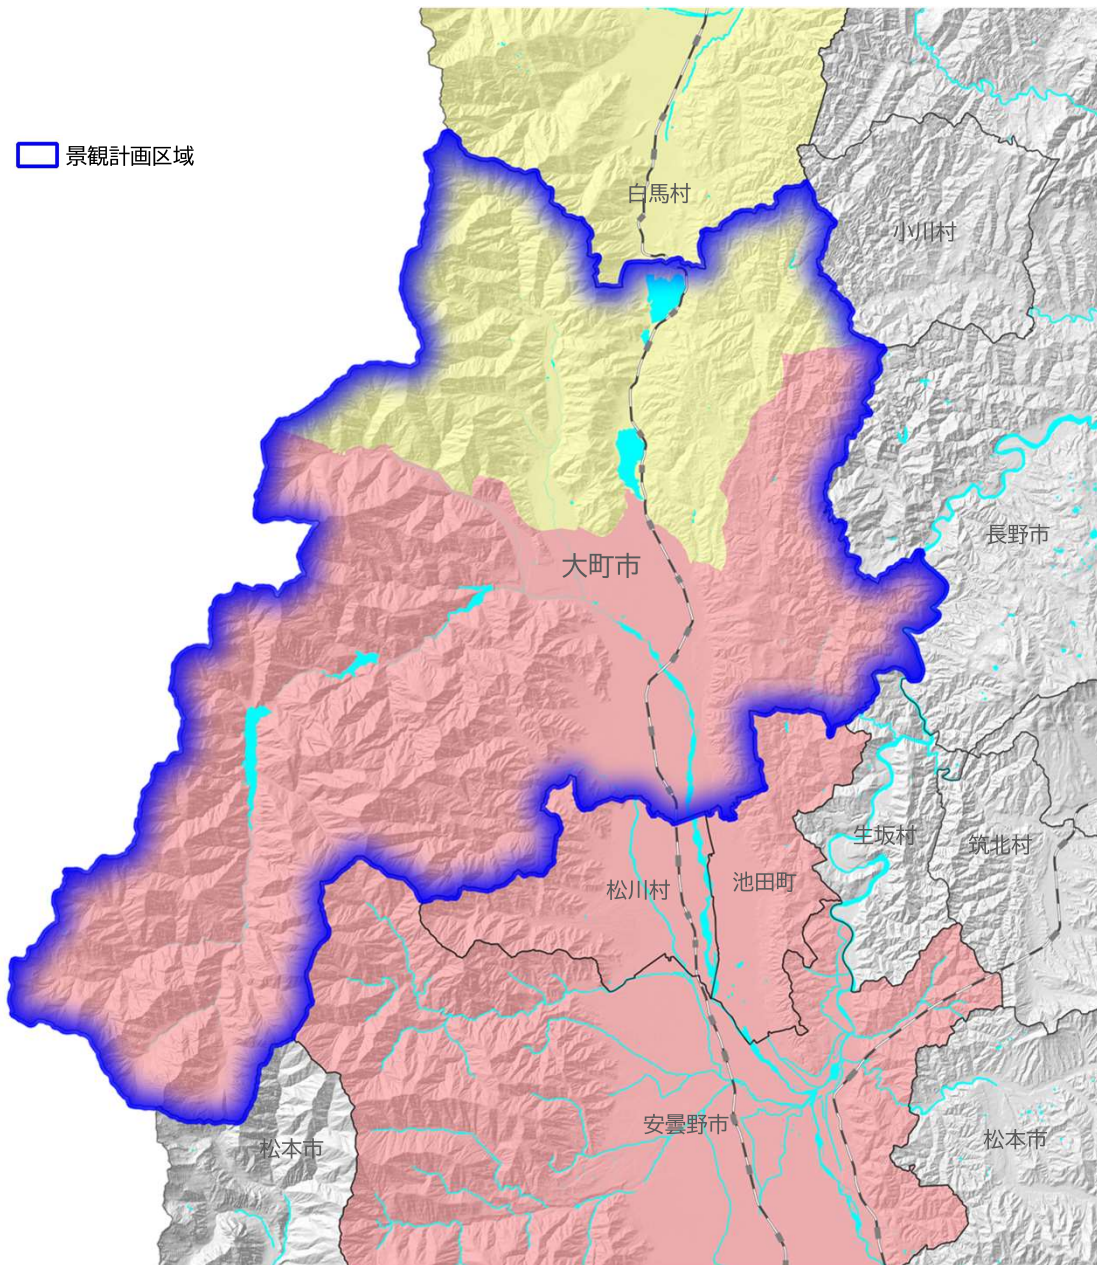 景観計画区域
白馬村
小川村
長野市
大町市
生坂村
筑北村
池田町
松川村
安曇野市
松本市
松本市